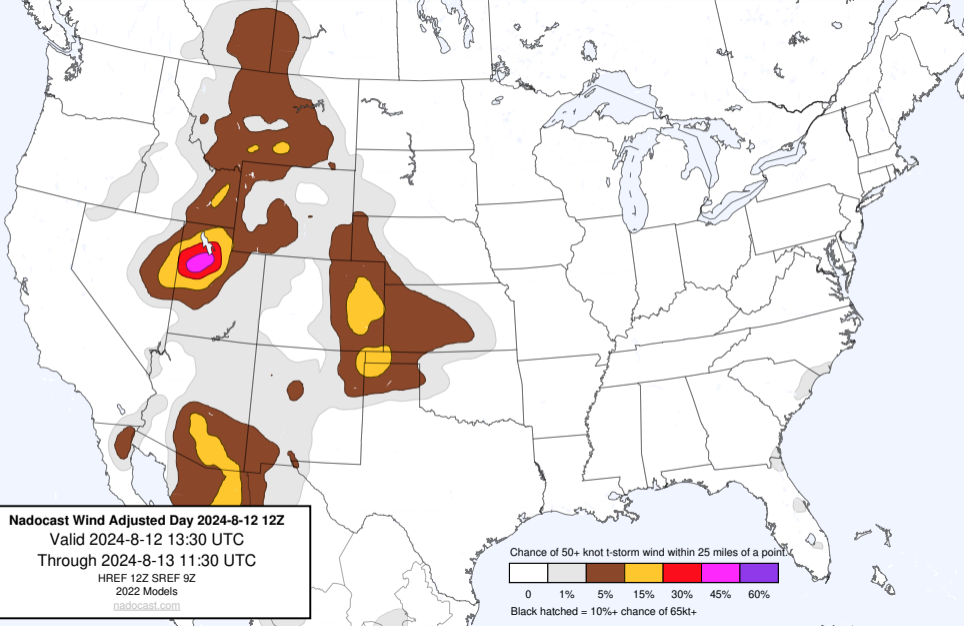 Nadocast Wind Adjusted Day 2024-8-12 12Z
Valid 2024-8-12 13:30 UTC
Through 2024-8-13 11:30 UTC
HREF 12Z SREF 9Z
2022 Models
nadocast.com
Chance of 50+ knot t-storm wind within 25 miles of a point.
0 1% 5% 15% 30% 45% 60%
Black hatched = 10%+ chance of 65kt+